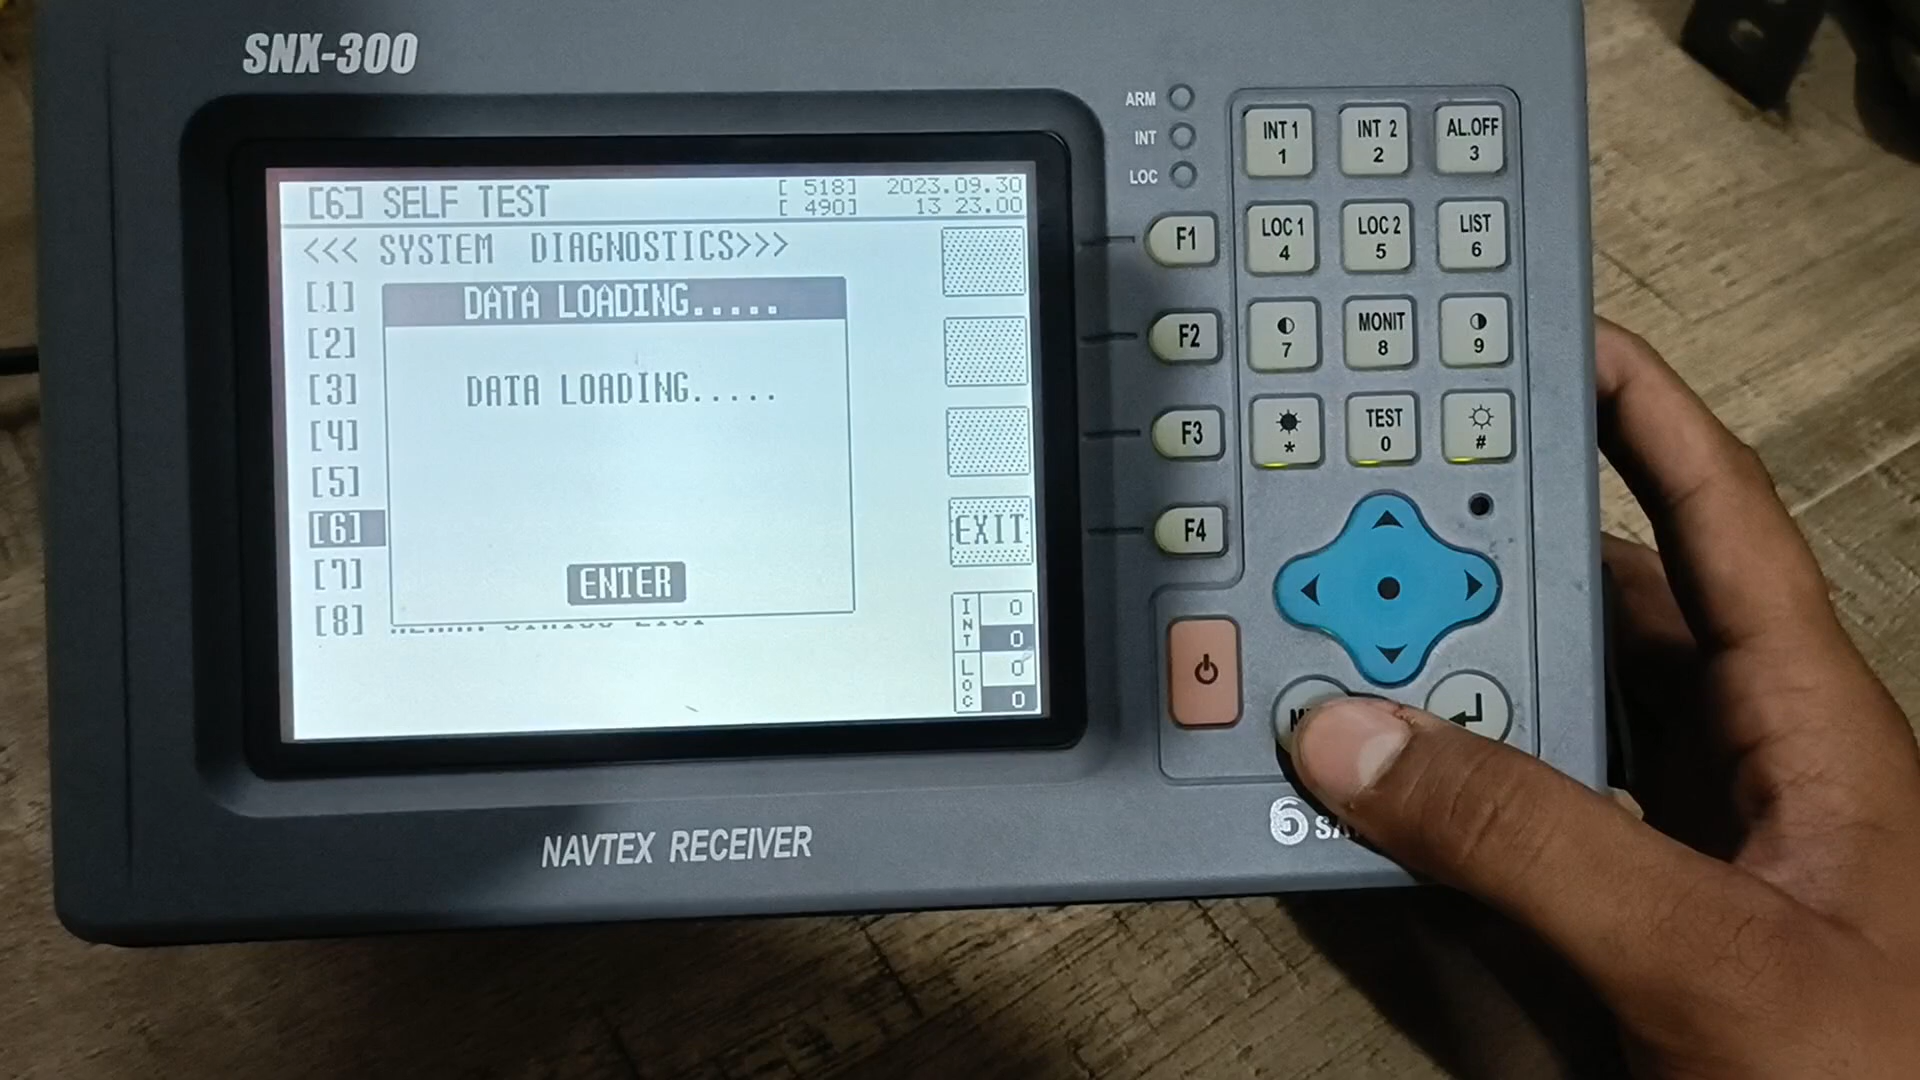 SNX-300
[6] SELF TEST
[ 518] 2023.09.30
[ 490] 13 23.00
<<< SYSTEM DIAGNOSTICS>>>
[1]
[2]
[3]
[4]
[5]
[6]
[7]
[8]
DATA LOADING.....
DATA LOADING.....
ENTER
EXIT
INT 0
0
LOC 0
0
ARM
INT
LOC
F1
F2
F3
F4
INT 1
1
INT 2
2
AL.OFF
3
LOC 1
4
LOC 2
5
LIST
6
7
MONIT
8
9
*
TEST
0
#
NAVTEX RECEIVER